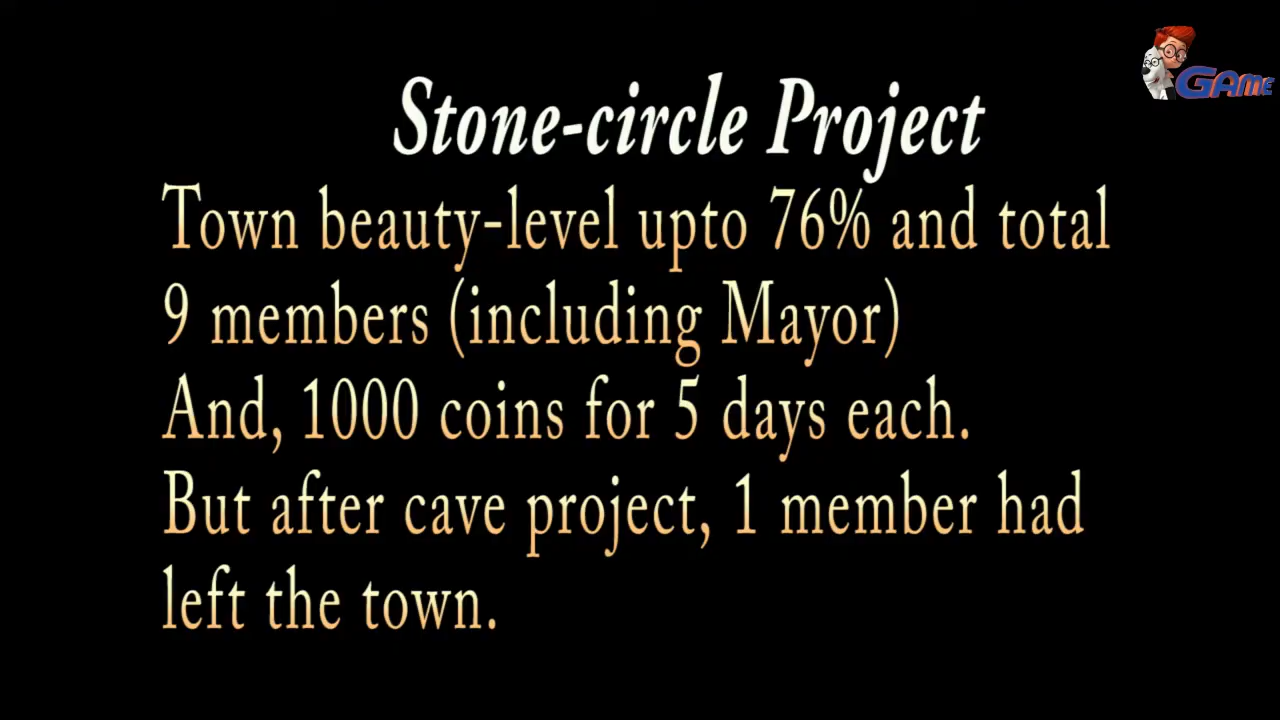 GAME
Stone-circle Project
Town beauty-level upto 76% and total
9 members (including Mayor)
And, 1000 coins for 5 days each.
But after cave project, 1 member had
left the town.